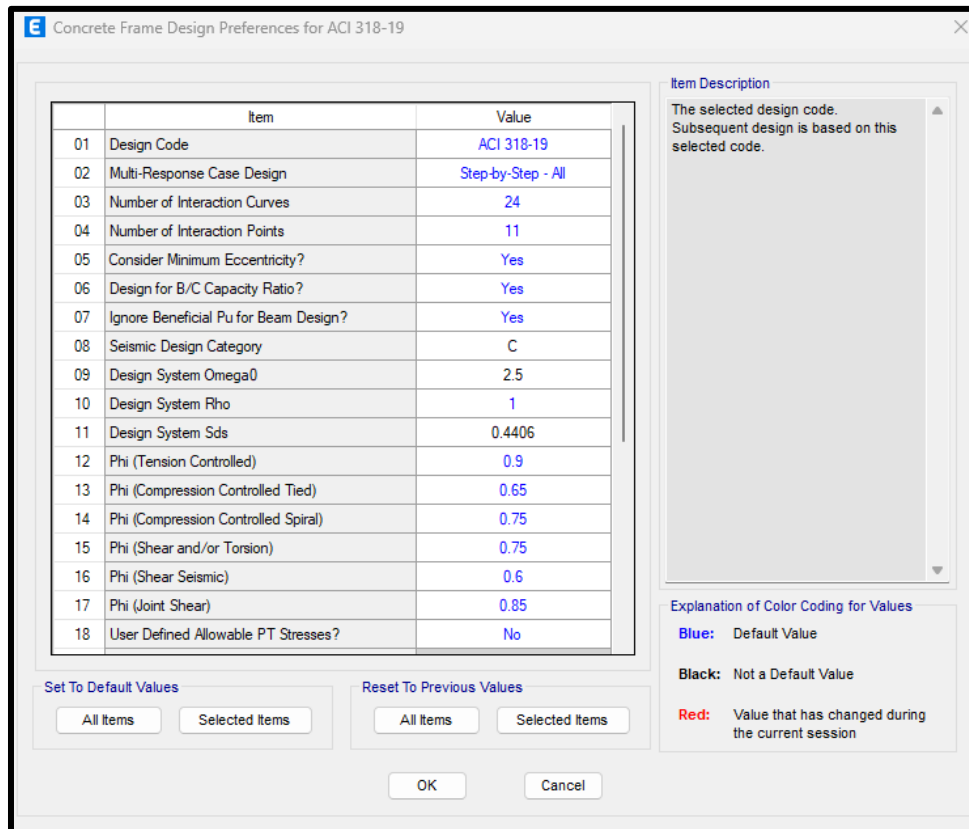 E Concrete Frame Design Preferences for ACI 318-19
Item Value
01 Design Code ACI 318-19
02 Multi-Response Case Design Step-by-Step - All
03 Number of Interaction Curves 24
04 Number of Interaction Points 11
05 Consider Minimum Eccentricity? Yes
06 Design for B/C Capacity Ratio? Yes
07 Ignore Beneficial Pu for Beam Design? Yes
08 Seismic Design Category C
09 Design System Omega0 2.5
10 Design System Rho 1
11 Design System Sds 0.4406
12 Phi (Tension Controlled) 0.9
13 Phi (Compression Controlled Tied) 0.65
14 Phi (Compression Controlled Spiral) 0.75
15 Phi (Shear and/or Torsion) 0.75
16 Phi (Shear Seismic) 0.6
17 Phi (Joint Shear) 0.85
18 User Defined Allowable PT Stresses? No
Set To Default Values
All Items Selected Items
Reset To Previous Values
All Items Selected Items
Item Description
The selected design code.
Subsequent design is based on this
selected code.
Explanation of Color Coding for Values
Blue: Default Value
Black: Not a Default Value
Red: Value that has changed during
the current session
OK Cancel